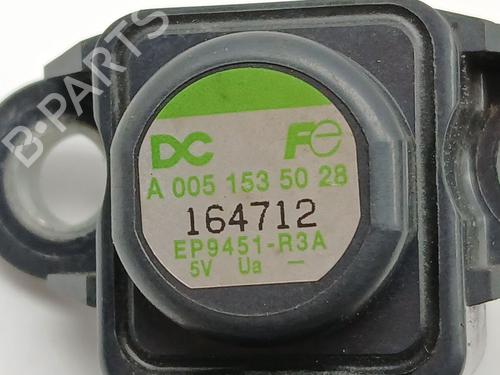 B-PARTS
DC Fe
A 005 153 50 28
164712
EP9451-R3A
5V Ua —